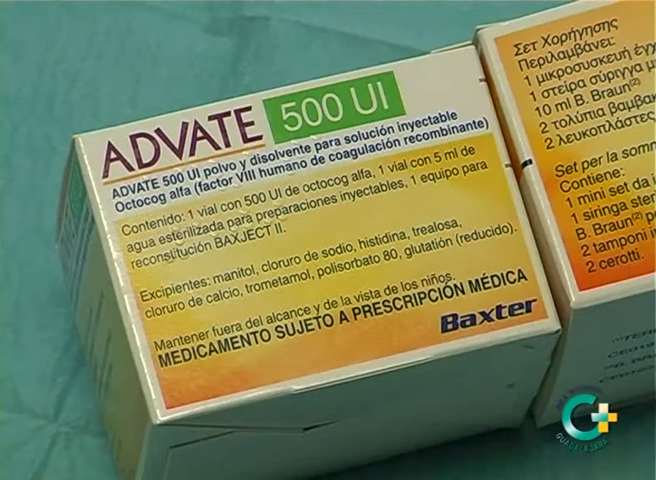 ADVATE 500 UI
ADVATE 500 UI polvo y disolvente para solución inyectable
Octocog alfa (factor VIII humano de coagulación recombinante)
Contenido: 1 vial con 500 UI de octocog alfa, 1 vial con 5 ml de
agua esterilizada para preparaciones inyectables, 1 equipo para
reconstitución BAXJECT II.
Excipientes: manitol, cloruro de sodio, histidina, trealosa,
cloruro de calcio, trometamol, polisorbato 80, glutatión (reducido).
Mantener fuera del alcance y de la vista de los niños.
MEDICAMENTO SUJETO A PRESCRIPCIÓN MÉDICA
Baxter
Σετ Χορήγησης
Περιλαμβάνει:
1 μικροσυσκευή
1 στείρα σύριγγα
10 ml B. Braun(2)
2 τολύπια
2 λευκοπλάστες
Set per la
Contiene:
1 mini set da
1 siringa
B. Braun(2)
2 tamponi
2 cerotti.
GUADALAJARA